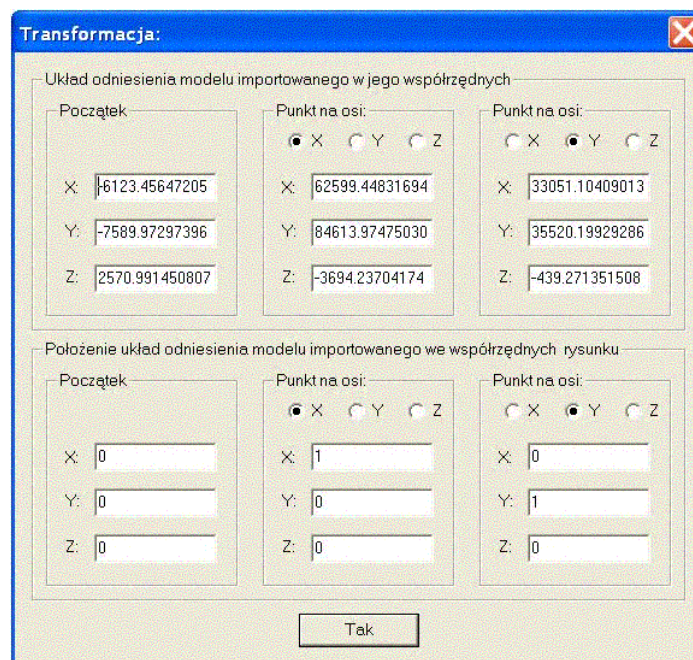 Transformacja:
Układ odniesienia modelu importowanego w jego współrzędnych
Początek Punkt na osi: Punkt na osi:
X Y Z X Y Z
X: -6123.45647205 X: 62599.44831694 X: 33051.10409013
Y: -7589.97297396 Y: 84613.97475030 Y: 35520.19929286
Z: 2570.991450807 Z: -3694.23704174 Z: -439.271351508
Położenie układ odniesienia modelu importowanego we współrzędnych rysunku
Początek Punkt na osi: Punkt na osi:
X Y Z X Y Z
X: 0 X: 1 X: 0
Y: 0 Y: 0 Y: 1
Z: 0 Z: 0 Z: 0
Tak